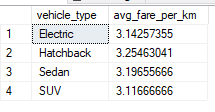 vehicle_type avg_fare_per_km
1 Electric 3.14257355
2 Hatchback 3.25463041
3 Sedan 3.19655666
4 SUV 3.11666666